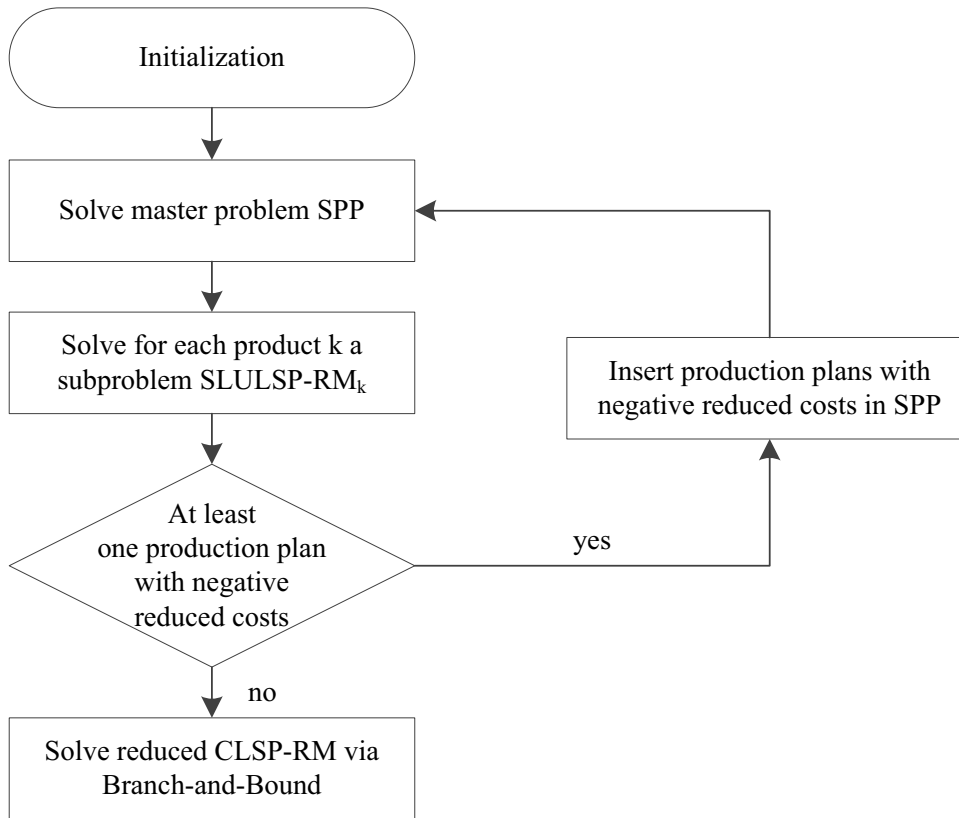 Initialization
Solve master problem SPP
Solve for each product k a
subproblem SLULSP-RMₖ
Insert production plans with
negative reduced costs in SPP
At least
one production plan
with negative
reduced costs
yes
no
Solve reduced CLSP-RM via
Branch-and-Bound